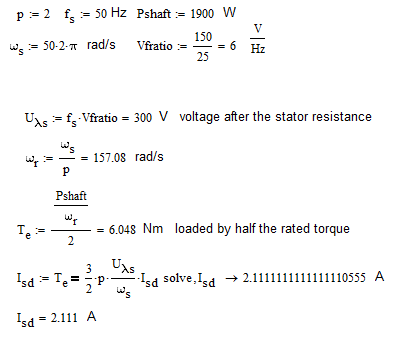 p := 2 f_s := 50 Hz Pshaft := 1900 W
ω_s := 50·2·π rad/s Vfratio := 150/25 = 6 V/Hz
U_λs := f_s·Vfratio = 300 V voltage after the stator resistance
ω_r := ω_s/p = 157.08 rad/s
T_e := (Pshaft/ω_r)/2 = 6.048 Nm loaded by half the rated torque
I_sd := T_e = 3/2·p·U_λs/ω_s·I_sd solve,I_sd → 2.1111111111111110555 A
I_sd = 2.111 A